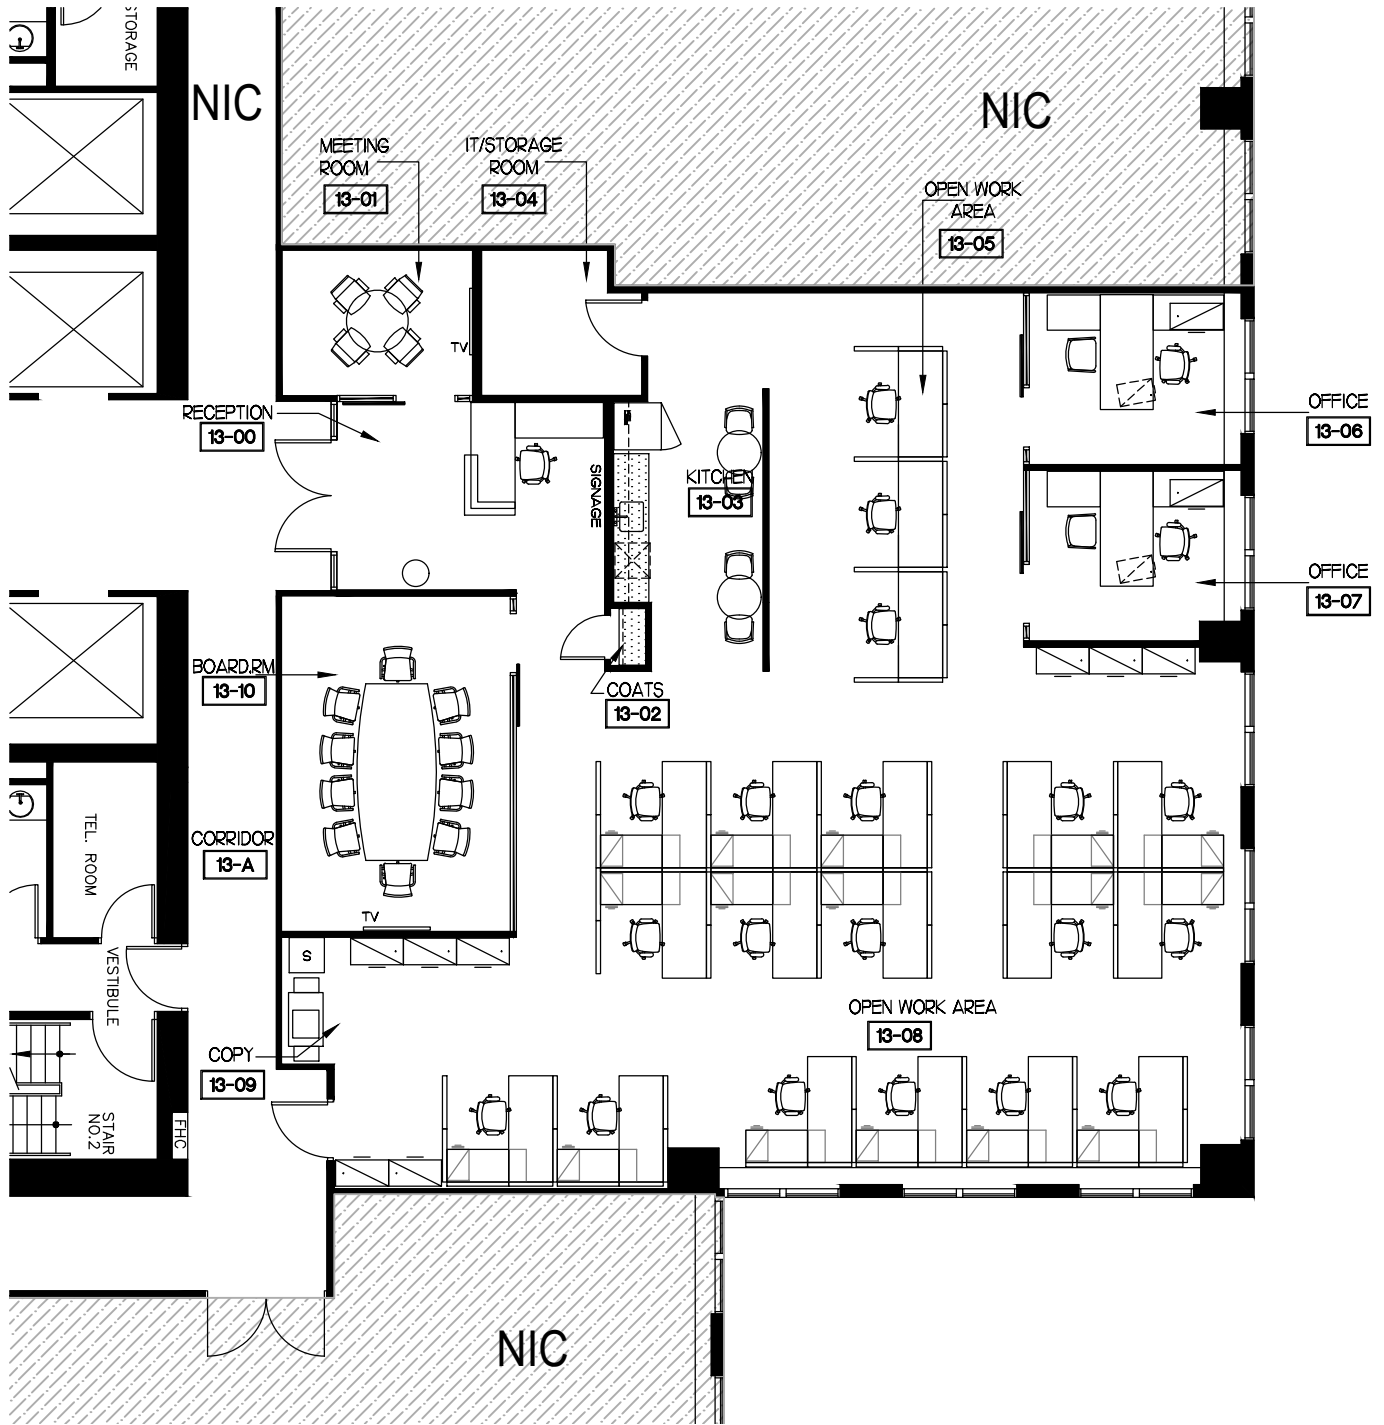 STORAGE
NIC
NIC
MEETING
ROOM
13-01
IT/STORAGE
ROOM
13-04
OPEN WORK
AREA
13-05
TV
RECEPTION
13-00
SIGNAGE
KITCHEN
13-03
OFFICE
13-06
OFFICE
13-07
BOARD.RM
13-10
COATS
13-02
TEL. ROOM
CORRIDOR
13-A
TV
S
VESTIBULE
OPEN WORK AREA
13-08
COPY
13-09
STAIR
NO.2
FHC
NIC